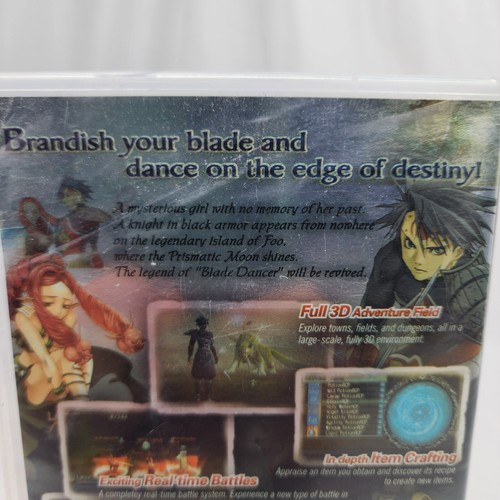 Brandish your blade and
dance on the edge of destiny!
A mysterious girl with no memory of her past.
A knight in black armor appears from nowhere
on the legendary island of Foo,
where the Prismatic Moon shines.
The legend of "Blade Dancer" will be revived.
Full 3D Adventure Field
Explore towns, fields, and dungeons, all in a
large-scale, fully 3D environment.
In depth Item Crafting
Appraise an item you obtain and discover its recipe
to create new items.
Exciting Real-time Battles
A completely real-time battle system. Experience a new type of battle in